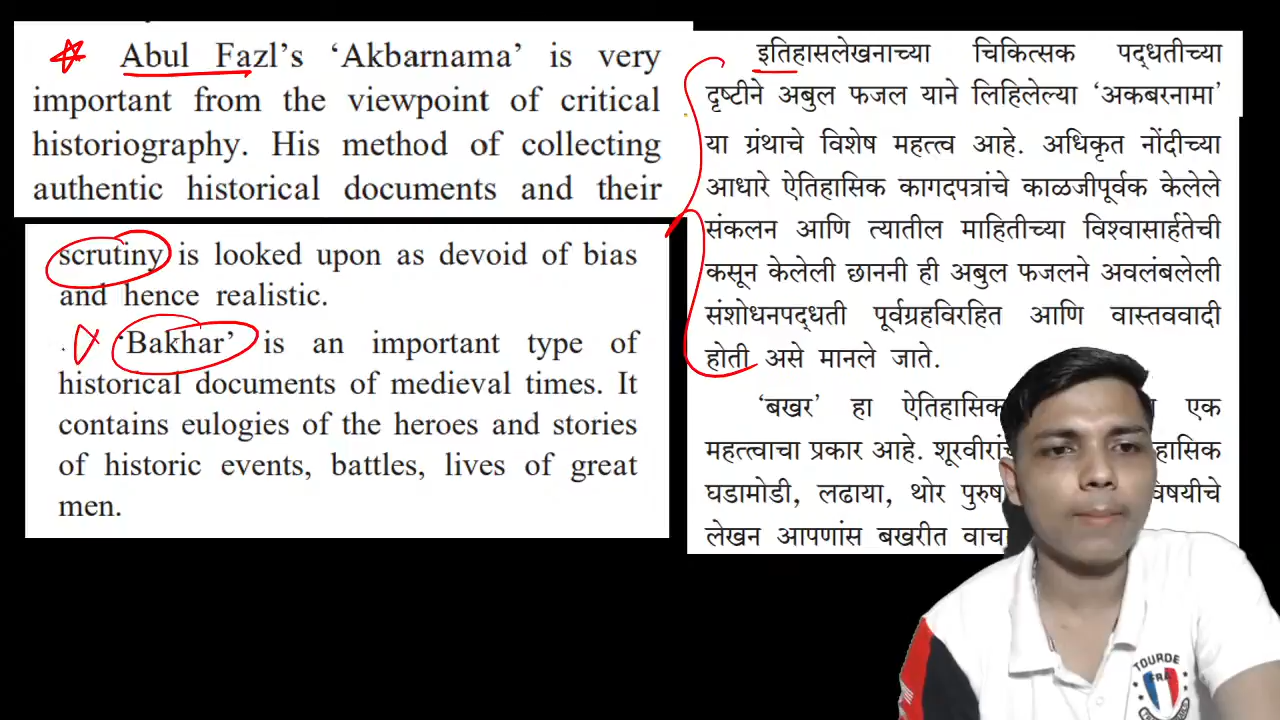 Abul Fazl's 'Akbarnama' is very
important from the viewpoint of critical
historiography. His method of collecting
authentic historical documents and their
scrutiny is looked upon as devoid of bias
and hence realistic.
'Bakhar' is an important type of
historical documents of medieval times. It
contains eulogies of the heroes and stories
of historic events, battles, lives of great
men.
इतिहासलेखनाच्या चिकित्सक पद्धतीच्या
दृष्टीने अबुल फजल याने लिहिलेल्या 'अकबरनामा'
या ग्रंथाचे विशेष महत्त्व आहे. अधिकृत नोंदीच्या
आधारे ऐतिहासिक कागदपत्रांचे काळजीपूर्वक केलेले
संकलन आणि त्यातील माहितीच्या विश्वासार्हतेची
कसून केलेली छाननी ही अबुल फजलने अवलंबलेली
संशोधनपद्धती पूर्वग्रहविरहित आणि वास्तववादी
होती असे मानले जाते.
'बखर' हा ऐतिहासिक एक
महत्त्वाचा प्रकार आहे.
घडामोडी, लढाया, थोर पुरुष
लेखन आपणांस बखरीत
TOURDE
FRA